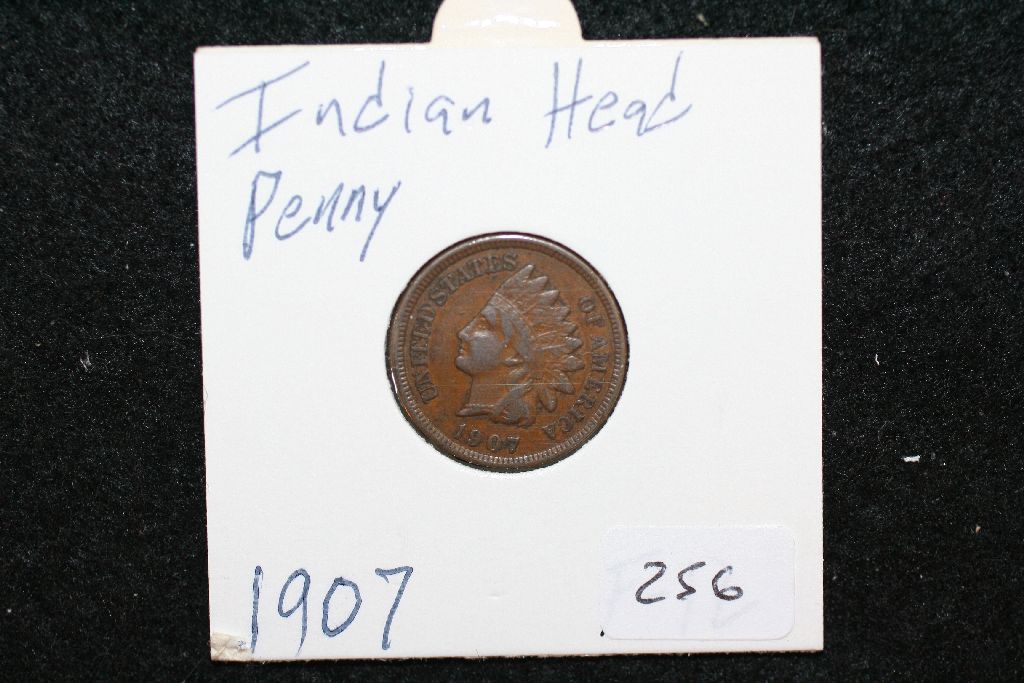 Indian Head
Penny
UNITED STATES
OF AMERICA
1907
1907
256